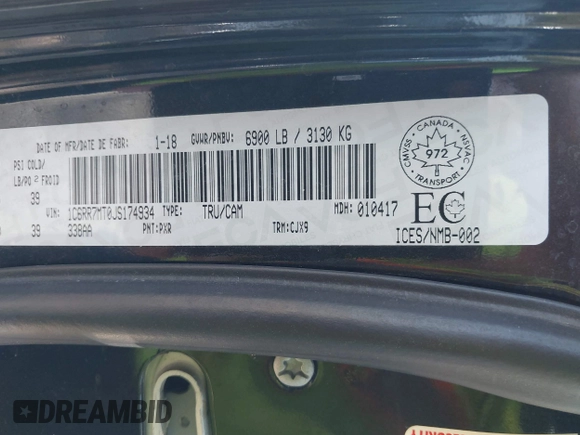 DATE OF MFR/DATE DE FABR: 1-18 GVWR/PNBV: 6900 LB / 3130 KG
PSI COLD/
LB/PO 2 FROID
39
VIN: 1C6RR7MT0JS174934 TYPE: TRU/CAM MDH: 010417
39 338AA PNT: PXR TRM: CJX9
CMVSS CANADA NSVAC
972
TRANSPORT
EC
ICES/NMB-002
DREAMBID